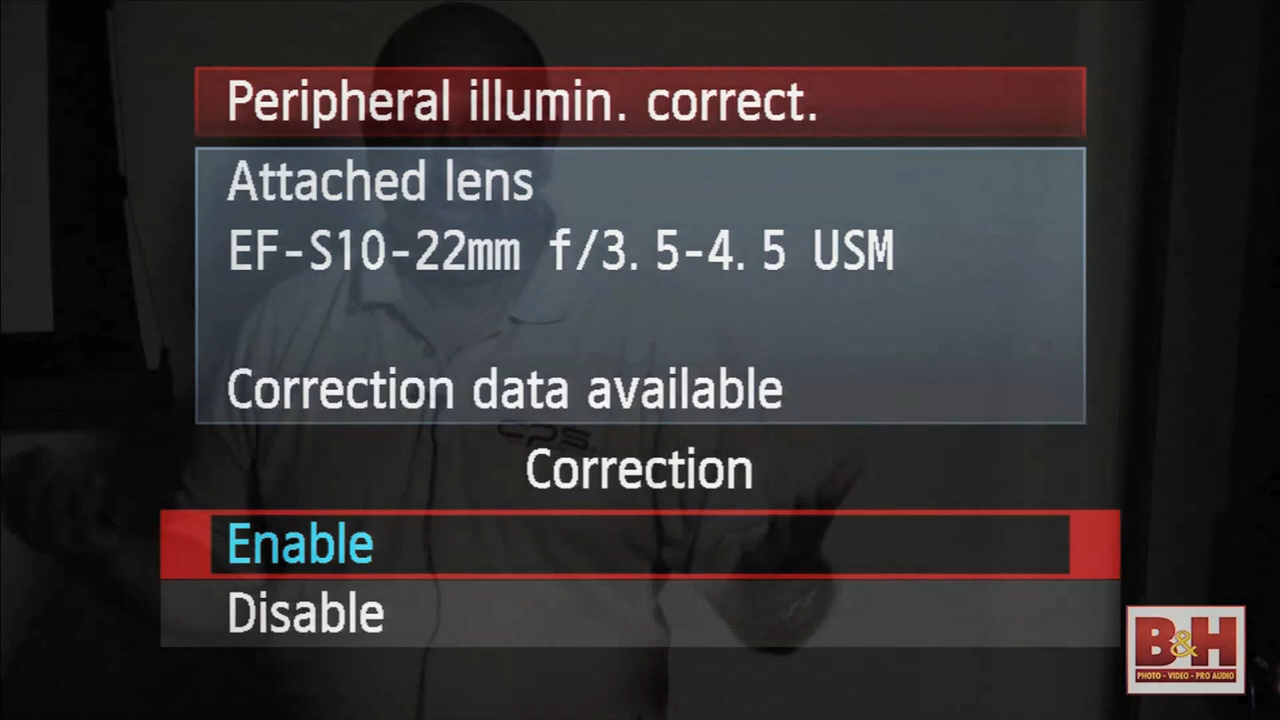 Peripheral illumin. correct.
Attached lens
EF-S10-22mm f/3.5-4.5 USM
Correction data available
CPS
Correction
Enable
Disable
B&H
PHOTO - VIDEO - PRO AUDIO